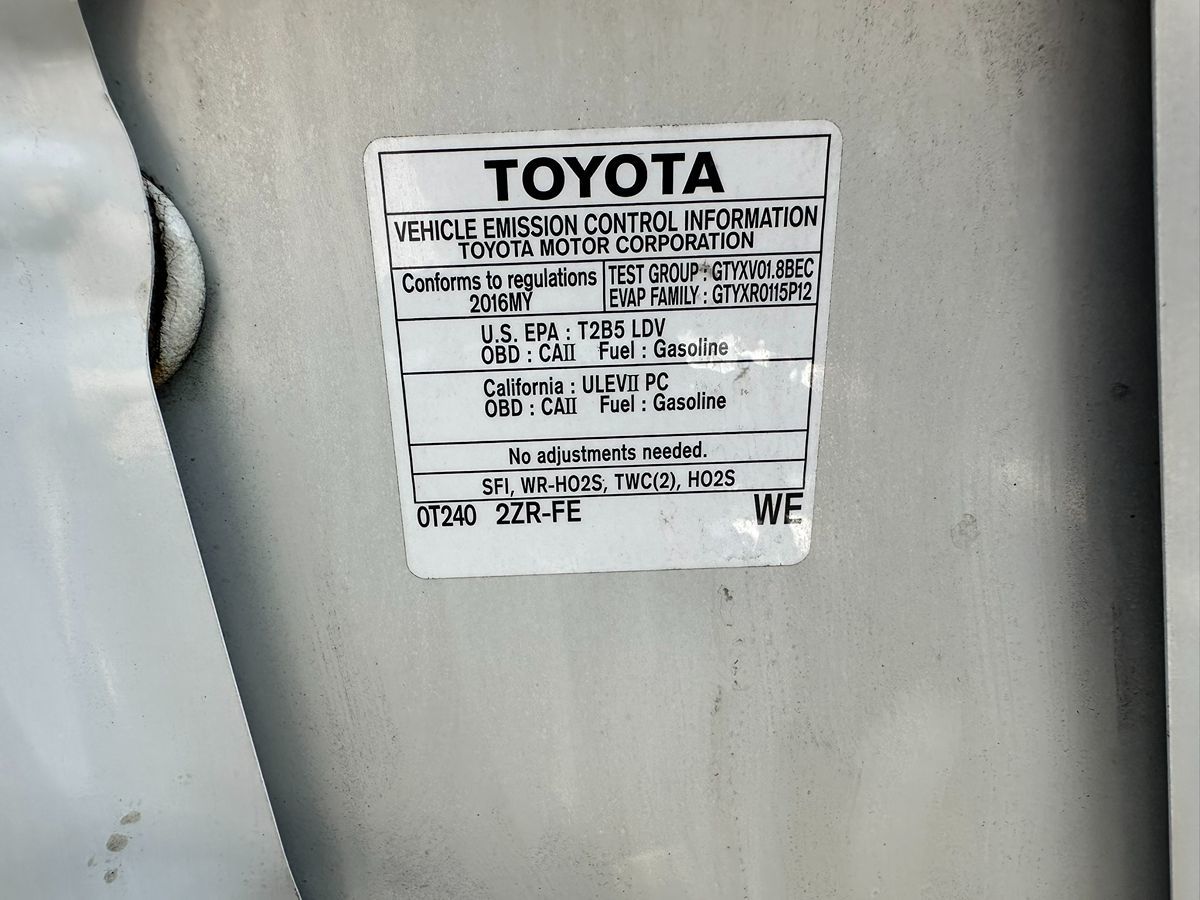 TOYOTA
VEHICLE EMISSION CONTROL INFORMATION
TOYOTA MOTOR CORPORATION
Conforms to regulations
2016MY
TEST GROUP : GTYXV01.8BEC
EVAP FAMILY : GTYXR0115P12
U.S. EPA : T2B5 LDV
OBD : CAII Fuel : Gasoline
California : ULEVII PC
OBD : CAII Fuel : Gasoline
No adjustments needed.
SFI, WR-HO2S, TWC(2), HO2S
0T240 2ZR-FE WE